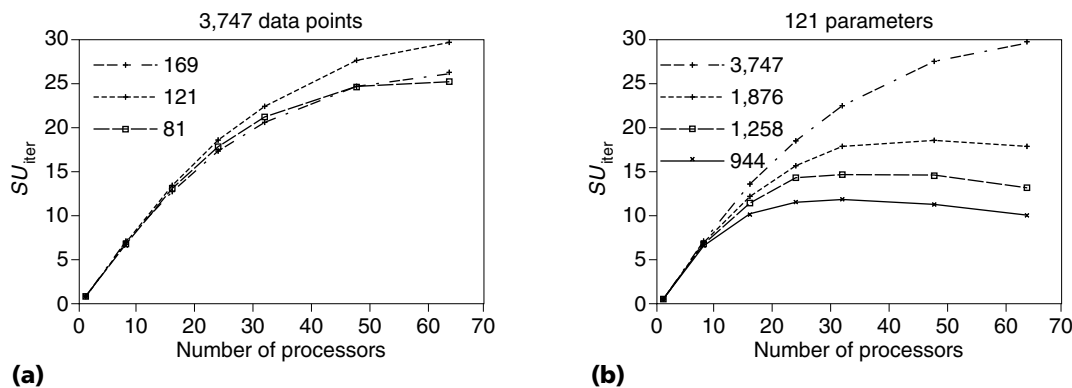 3,747 data points
30
25
20
15
10
5
0
SU_iter
169
121
81
0 10 20 30 40 50 60 70
Number of processors
(a)
121 parameters
30
25
20
15
10
5
0
SU_iter
3,747
1,876
1,258
944
0 10 20 30 40 50 60 70
Number of processors
(b)